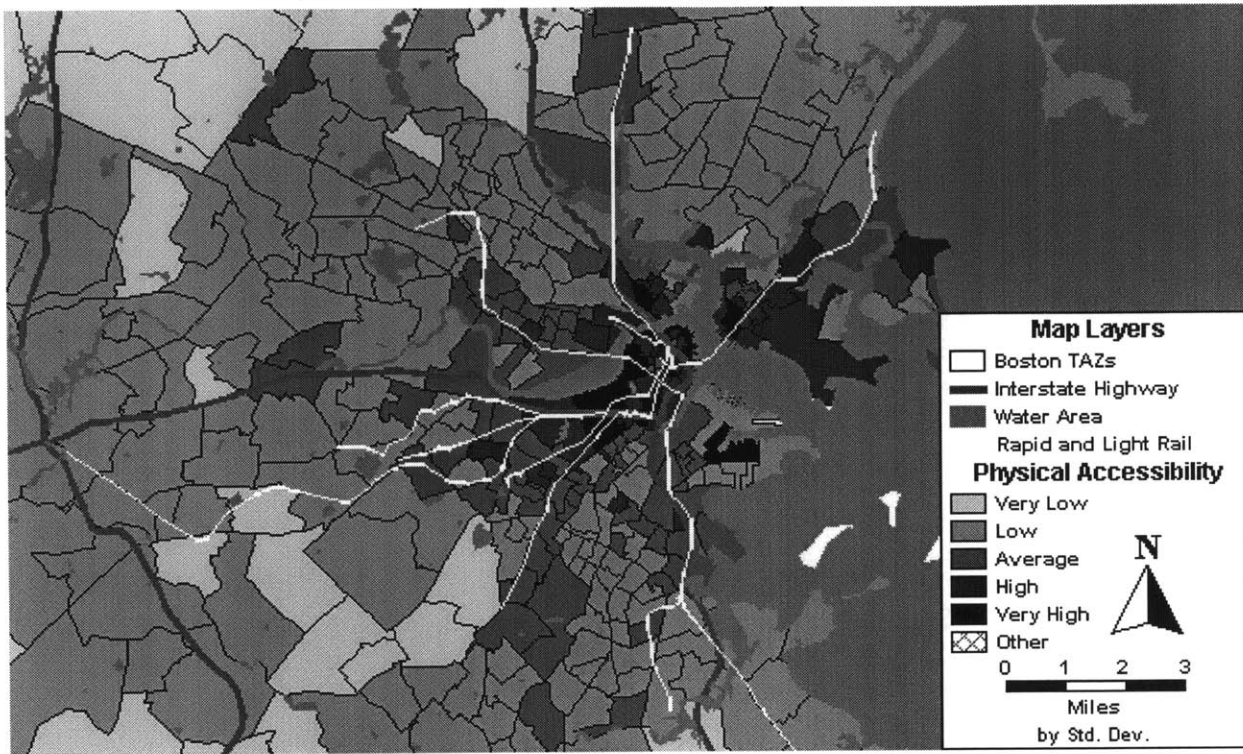 Map Layers
Boston TAZs
Interstate Highway
Water Area
Rapid and Light Rail
Physical Accessibility
Very Low
Low
Average
High
Very High
Other
N
0 1 2 3
Miles
by Std. Dev.